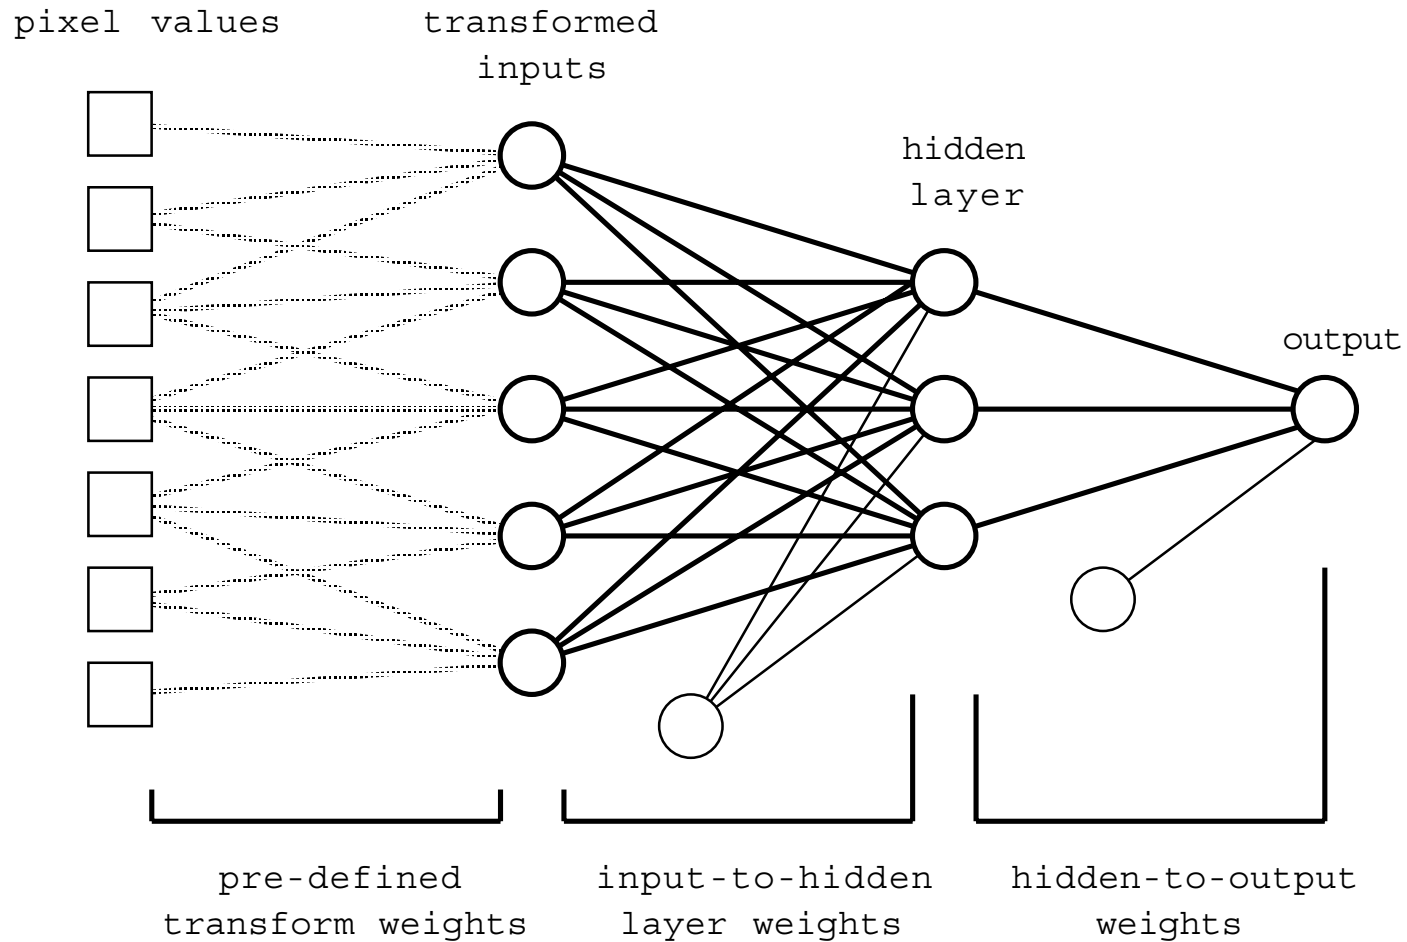 pixel values
transformed
inputs
hidden
layer
output
pre-defined
transform weights
input-to-hidden
layer weights
hidden-to-output
weights